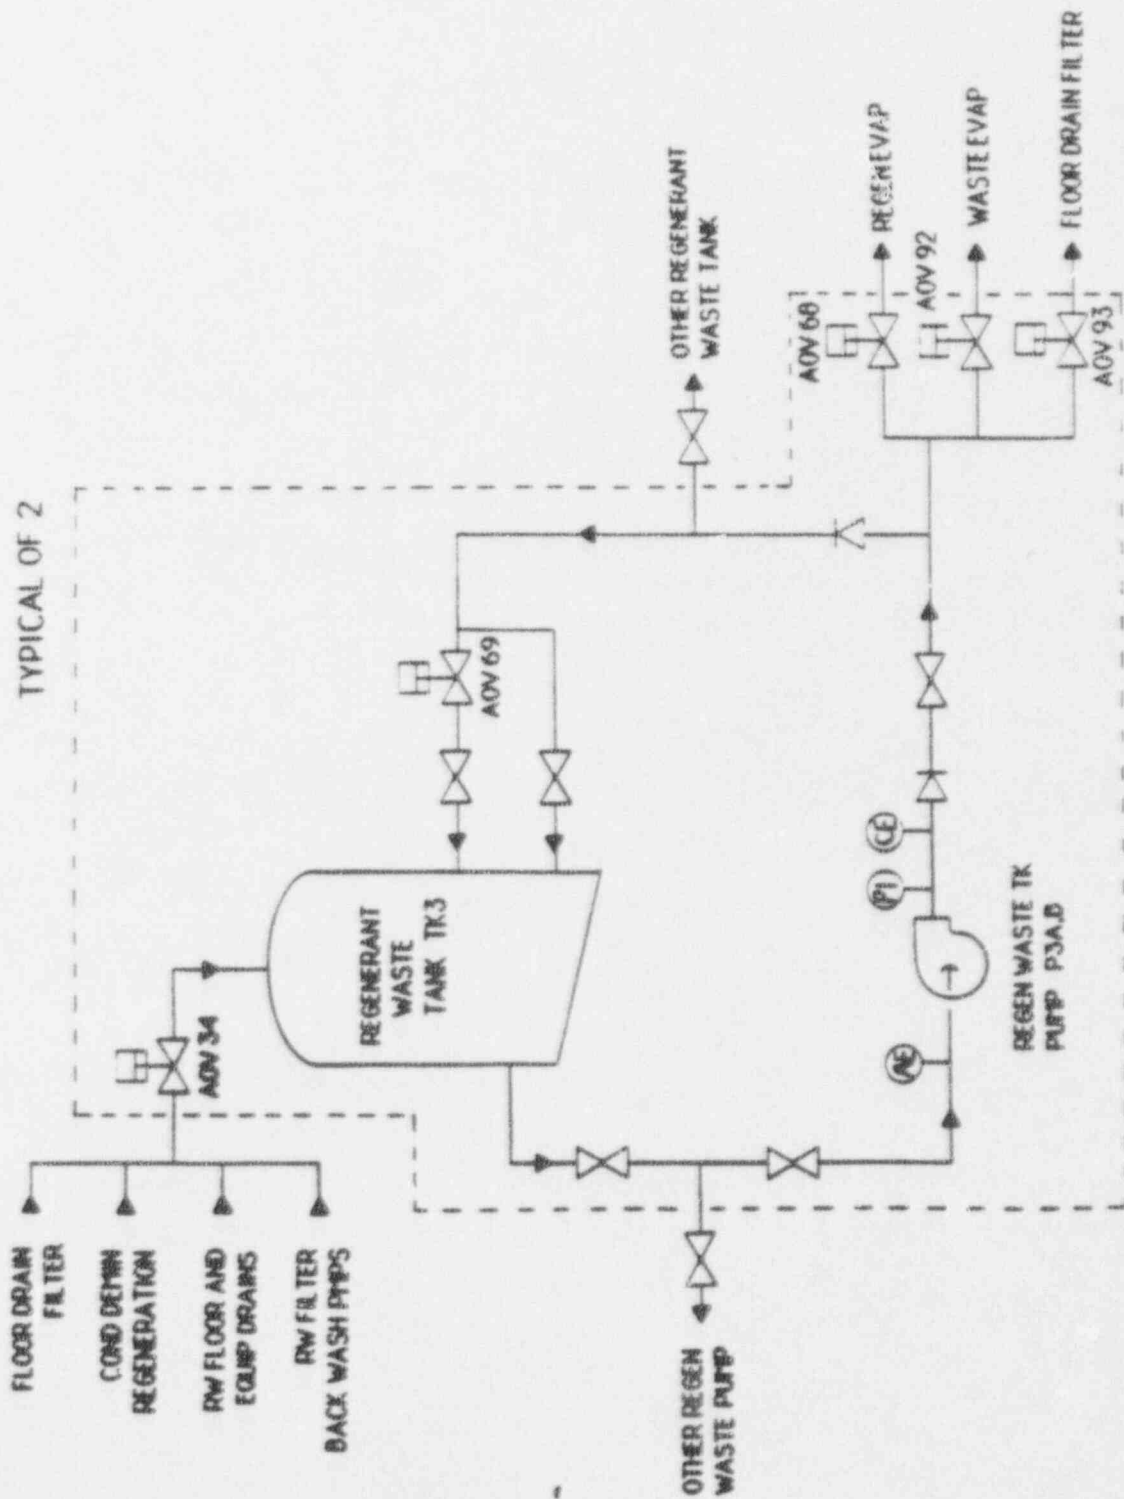 TYPICAL OF 2
FLOOR DRAIN
FILTER
COND DEMIN
REGENERATION
RW FLOOR AND
EQUIP DRAINS
RW FILTER
BACK WASH PMPS
AOV 34
REGENERANT
WASTE
TANK TK3
AOV 69
OTHER REGENERANT
WASTE TANK
AOV 68
REGEN EVAP
AOV 92
WASTE EVAP
AOV 93
FLOOR DRAIN FILTER
OTHER REGEN
WASTE PUMP
AE
PI
CE
REGEN WASTE TK
PUMP P3A,B